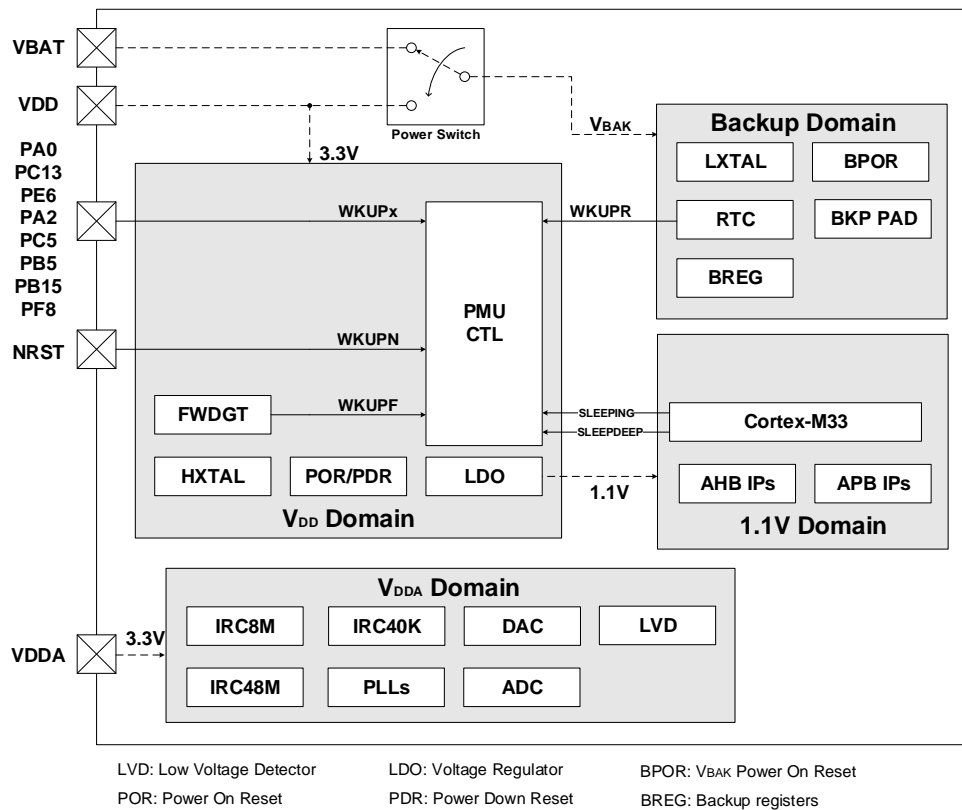 VBAT
VDD
Power Switch
VBAK
3.3V
PA0
PC13
PE6
PA2
PC5
PB5
PB15
PF8
NRST
WKUPx
WKUPN
FWDGT
WKUPF
PMU
CTL
HXTAL
POR/PDR
LDO
VDD Domain
Backup Domain
LXTAL
BPOR
WKUPR
RTC
BKP PAD
BREG
SLEEPING
SLEEPDEEP
Cortex-M33
1.1V
AHB IPs
APB IPs
1.1V Domain
VDDA
3.3V
VDDA Domain
IRC8M
IRC40K
DAC
LVD
IRC48M
PLLs
ADC
LVD: Low Voltage Detector
LDO: Voltage Regulator
BPOR: VBAK Power On Reset
POR: Power On Reset
PDR: Power Down Reset
BREG: Backup registers